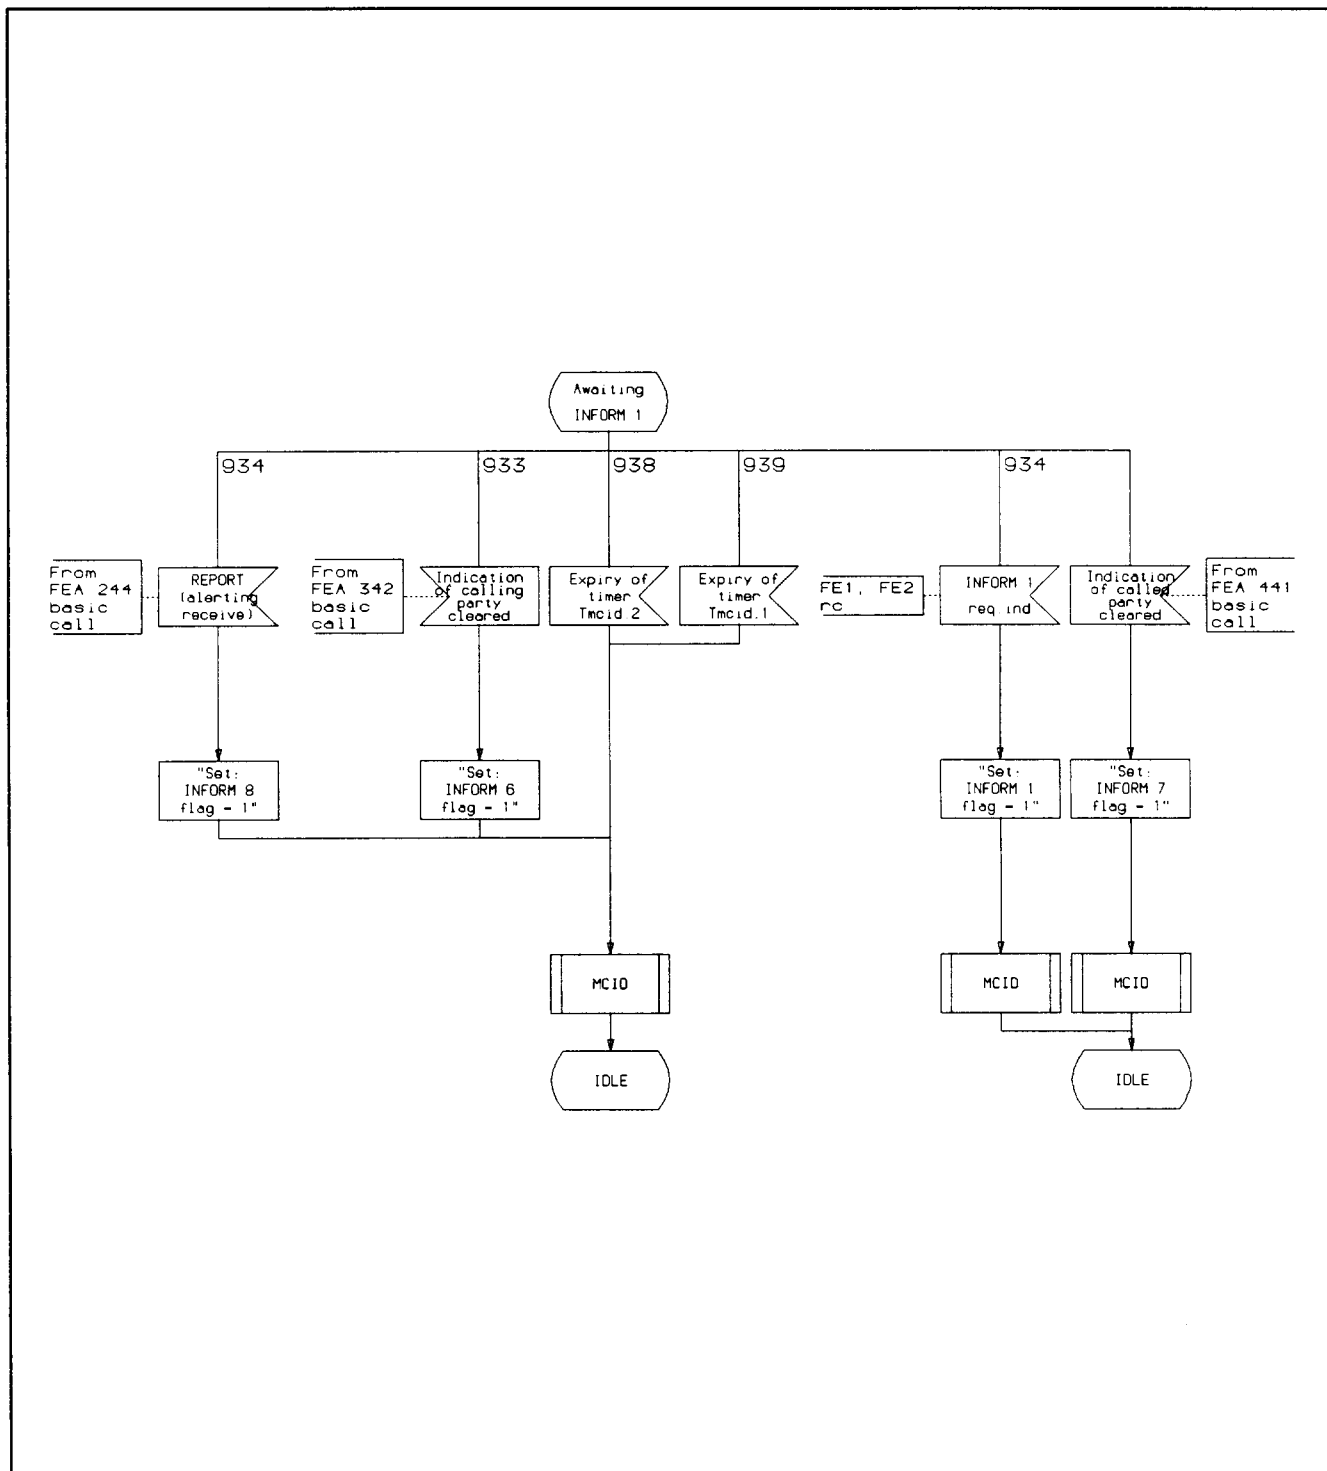 Awaiting
INFORM 1
934
933
938
939
934
From
FEA 244
basic
call
REPORT
(alerting
receive)
From
FEA 342
basic
call
Indication
of calling
party
cleared
Expiry of
timer
Tmcid.2
Expiry of
timer
Tmcid.1
FE1, FE2
rc
INFORM 1
req.ind
Indication
of called
party
cleared
From
FEA 441
basic
call
"Set:
INFORM 8
flag = 1"
"Set:
INFORM 6
flag = 1"
"Set:
INFORM 1
flag = 1"
"Set:
INFORM 7
flag = 1"
MCID
MCID
MCID
IDLE
IDLE